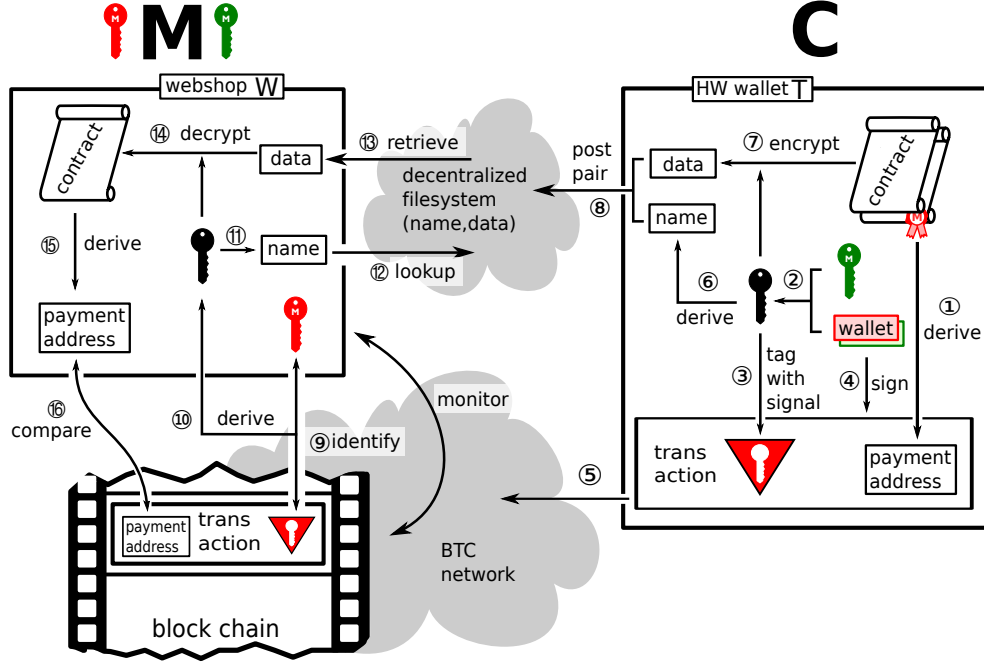 M
M
M
C
webshop W
HW wallet T
contract
⑭ decrypt
data
⑬ retrieve
decentralized
filesystem
(name,data)
⑪
name
⑫ lookup
⑮ derive
payment
address
M
⑯
compare
⑩ derive
⑨ identify
monitor
payment
address
trans
action
block chain
BTC
network
post
pair
⑧
data
name
⑦ encrypt
contract
M
M
②
wallet
⑥
derive
①
derive
③ tag
with
signal
④ sign
⑤
trans
action
payment
address